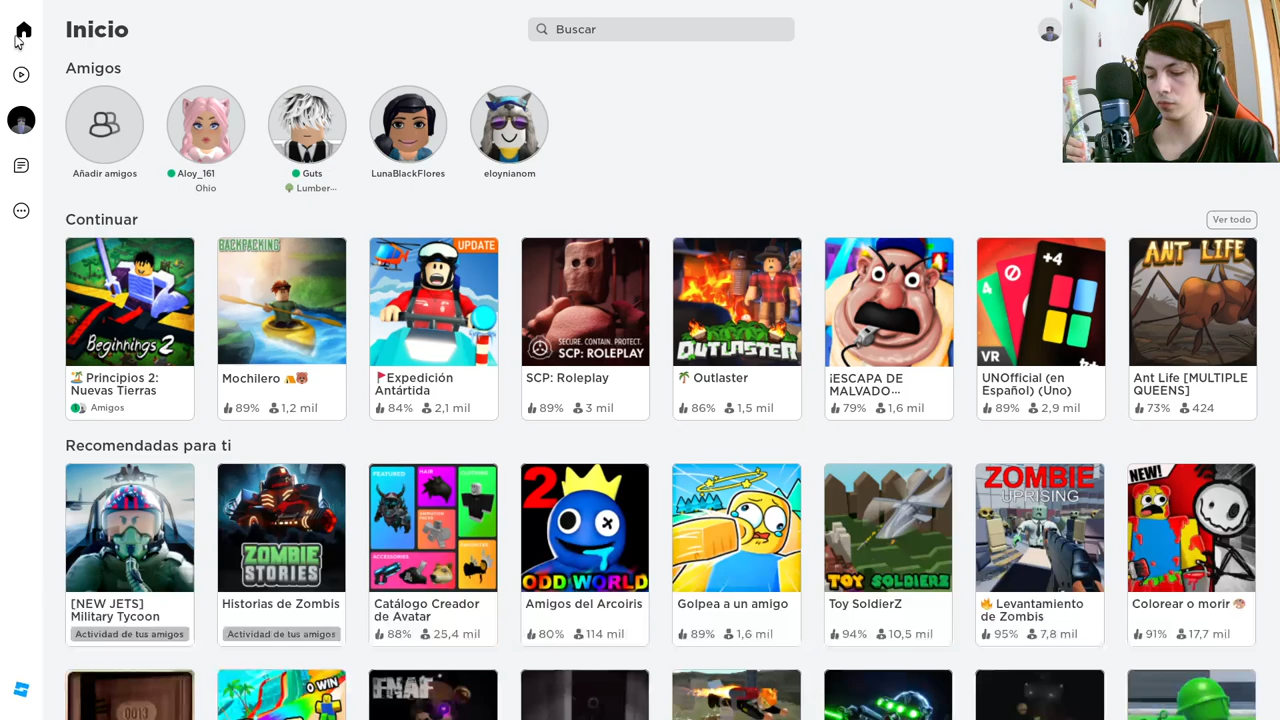 Inicio
Buscar
Amigos
Añadir amigos
Aloy_161
Ohio
Guts
Lumber···
LunaBlackFlores
eloynianom
Continuar
Ver todo
Beginnings 2
BACKPACKING
UPDATE
SECURE. CONTAIN. PROTECT.
SCP: ROLEPLAY
OUTLASTER
+4
4
VR
ANT LIFE
Principios 2:
Nuevas Tierras
Amigos
Mochilero
89% 1,2 mil
Expedición
Antártida
84% 2,1 mil
SCP: Roleplay
89% 3 mil
Outlaster
86% 1,5 mil
¡ESCAPA DE
MALVADO···
79% 1,6 mil
UNOfficial (en
Español) (Uno)
89% 2,9 mil
Ant Life [MULTIPLE
QUEENS]
73% 424
Recomendadas para ti
ZOMBIE
STORIES
FEATURED
HAIR
ACCESSORIES
2
ODD WORLD
TOY SOLDIERZ
ZOMBIE
UPRISING
NEW!
[NEW JETS]
Military Tycoon
Actividad de tus amigos
Historias de Zombis
Actividad de tus amigos
Catálogo Creador
de Avatar
88% 25,4 mil
Amigos del Arcoiris
80% 114 mil
Golpea a un amigo
89% 1,6 mil
Toy SoldierZ
94% 10,5 mil
Levantamiento
de Zombis
95% 7,8 mil
Colorear o morir
91% 17,7 mil
0013
0 WIN
FNAF